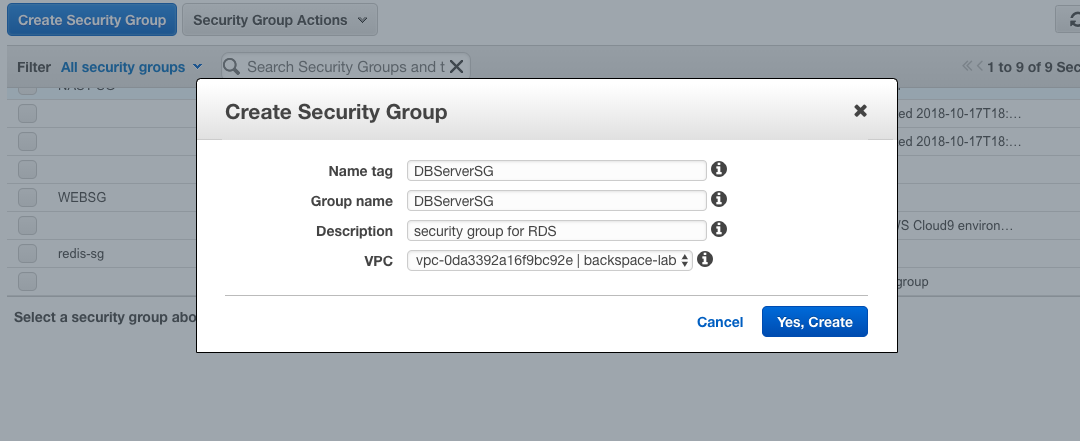 Create Security Group Security Group Actions
Filter All security groups Search Security Groups and t 1 to 9 of 9 Sec
Create Security Group
ed 2018-10-17T18:…
ed 2018-10-17T18:…
Name tag DBServerSG
WEBSG
Group name DBServerSG
/S Cloud9 environ…
Description security group for RDS
redis-sg
VPC vpc-0da3392a16f9bc92e | backspace-lab
group
Select a security group abo
Cancel Yes, Create